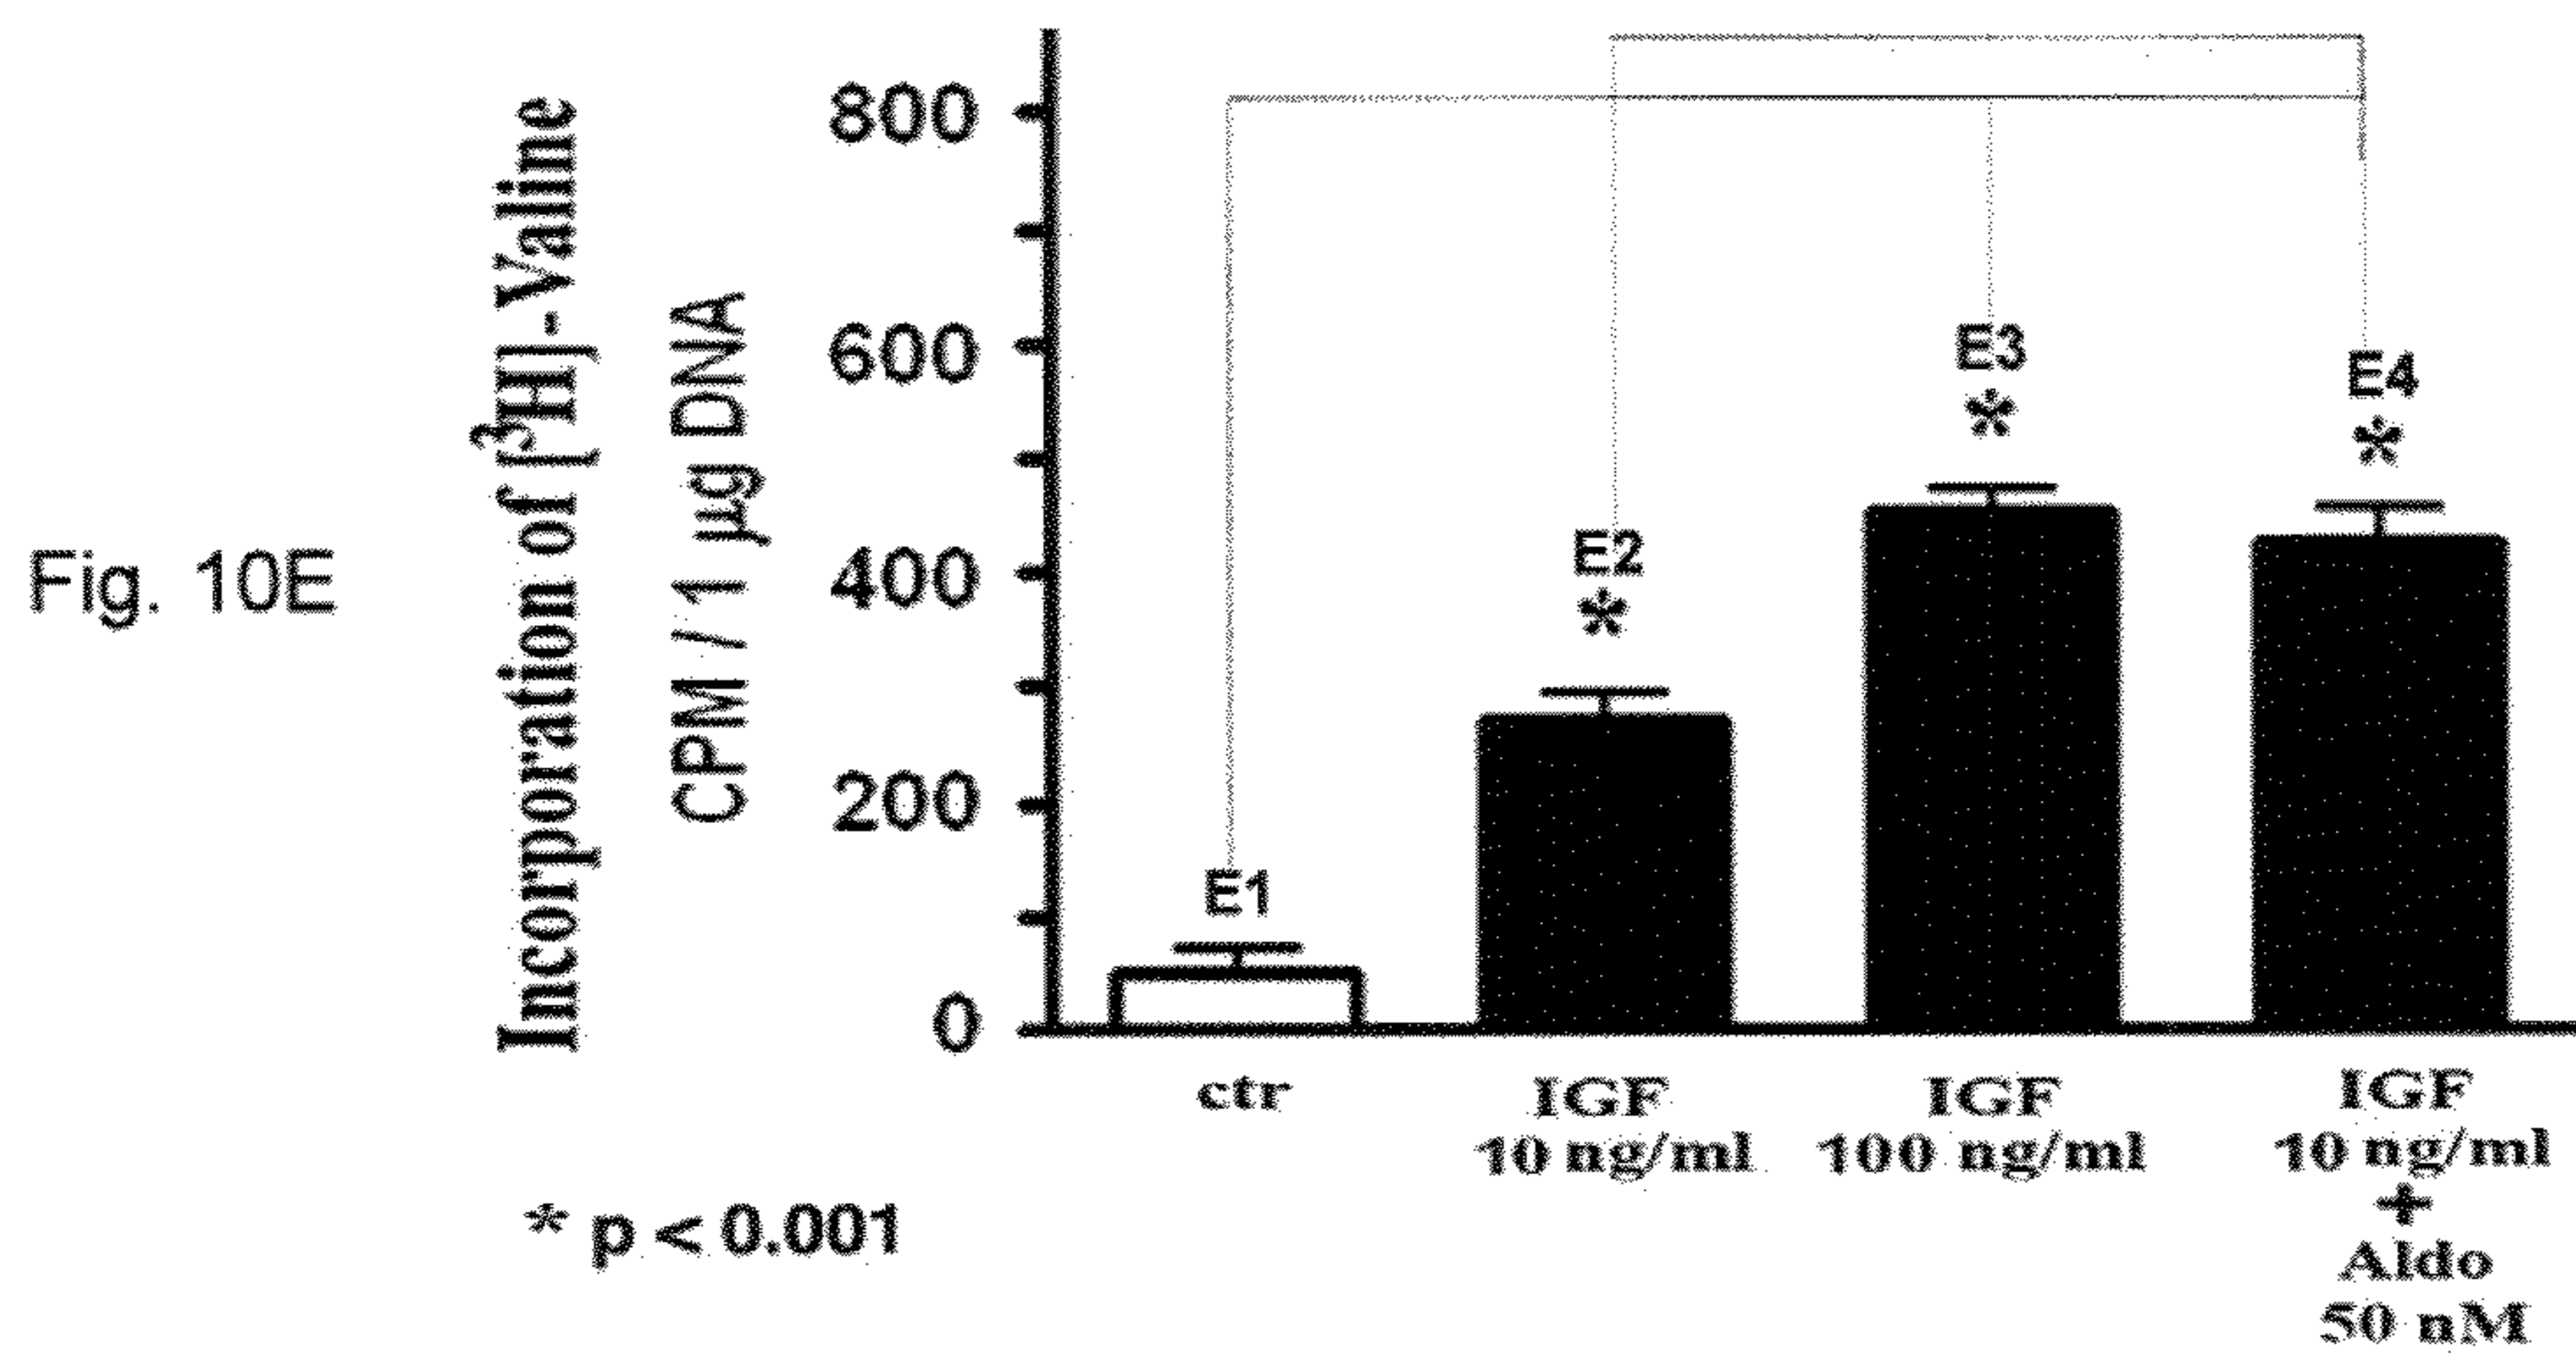 Fig. 10E
Incorporation of [³H]-Valine
CPM / 1 µg DNA
800
600
400
200
0
E1
E2
*
E3
*
E4
*
ctr
IGF
10 ng/ml
IGF
100 ng/ml
IGF
10 ng/ml
+
Aldo
50 nM
* p < 0.001